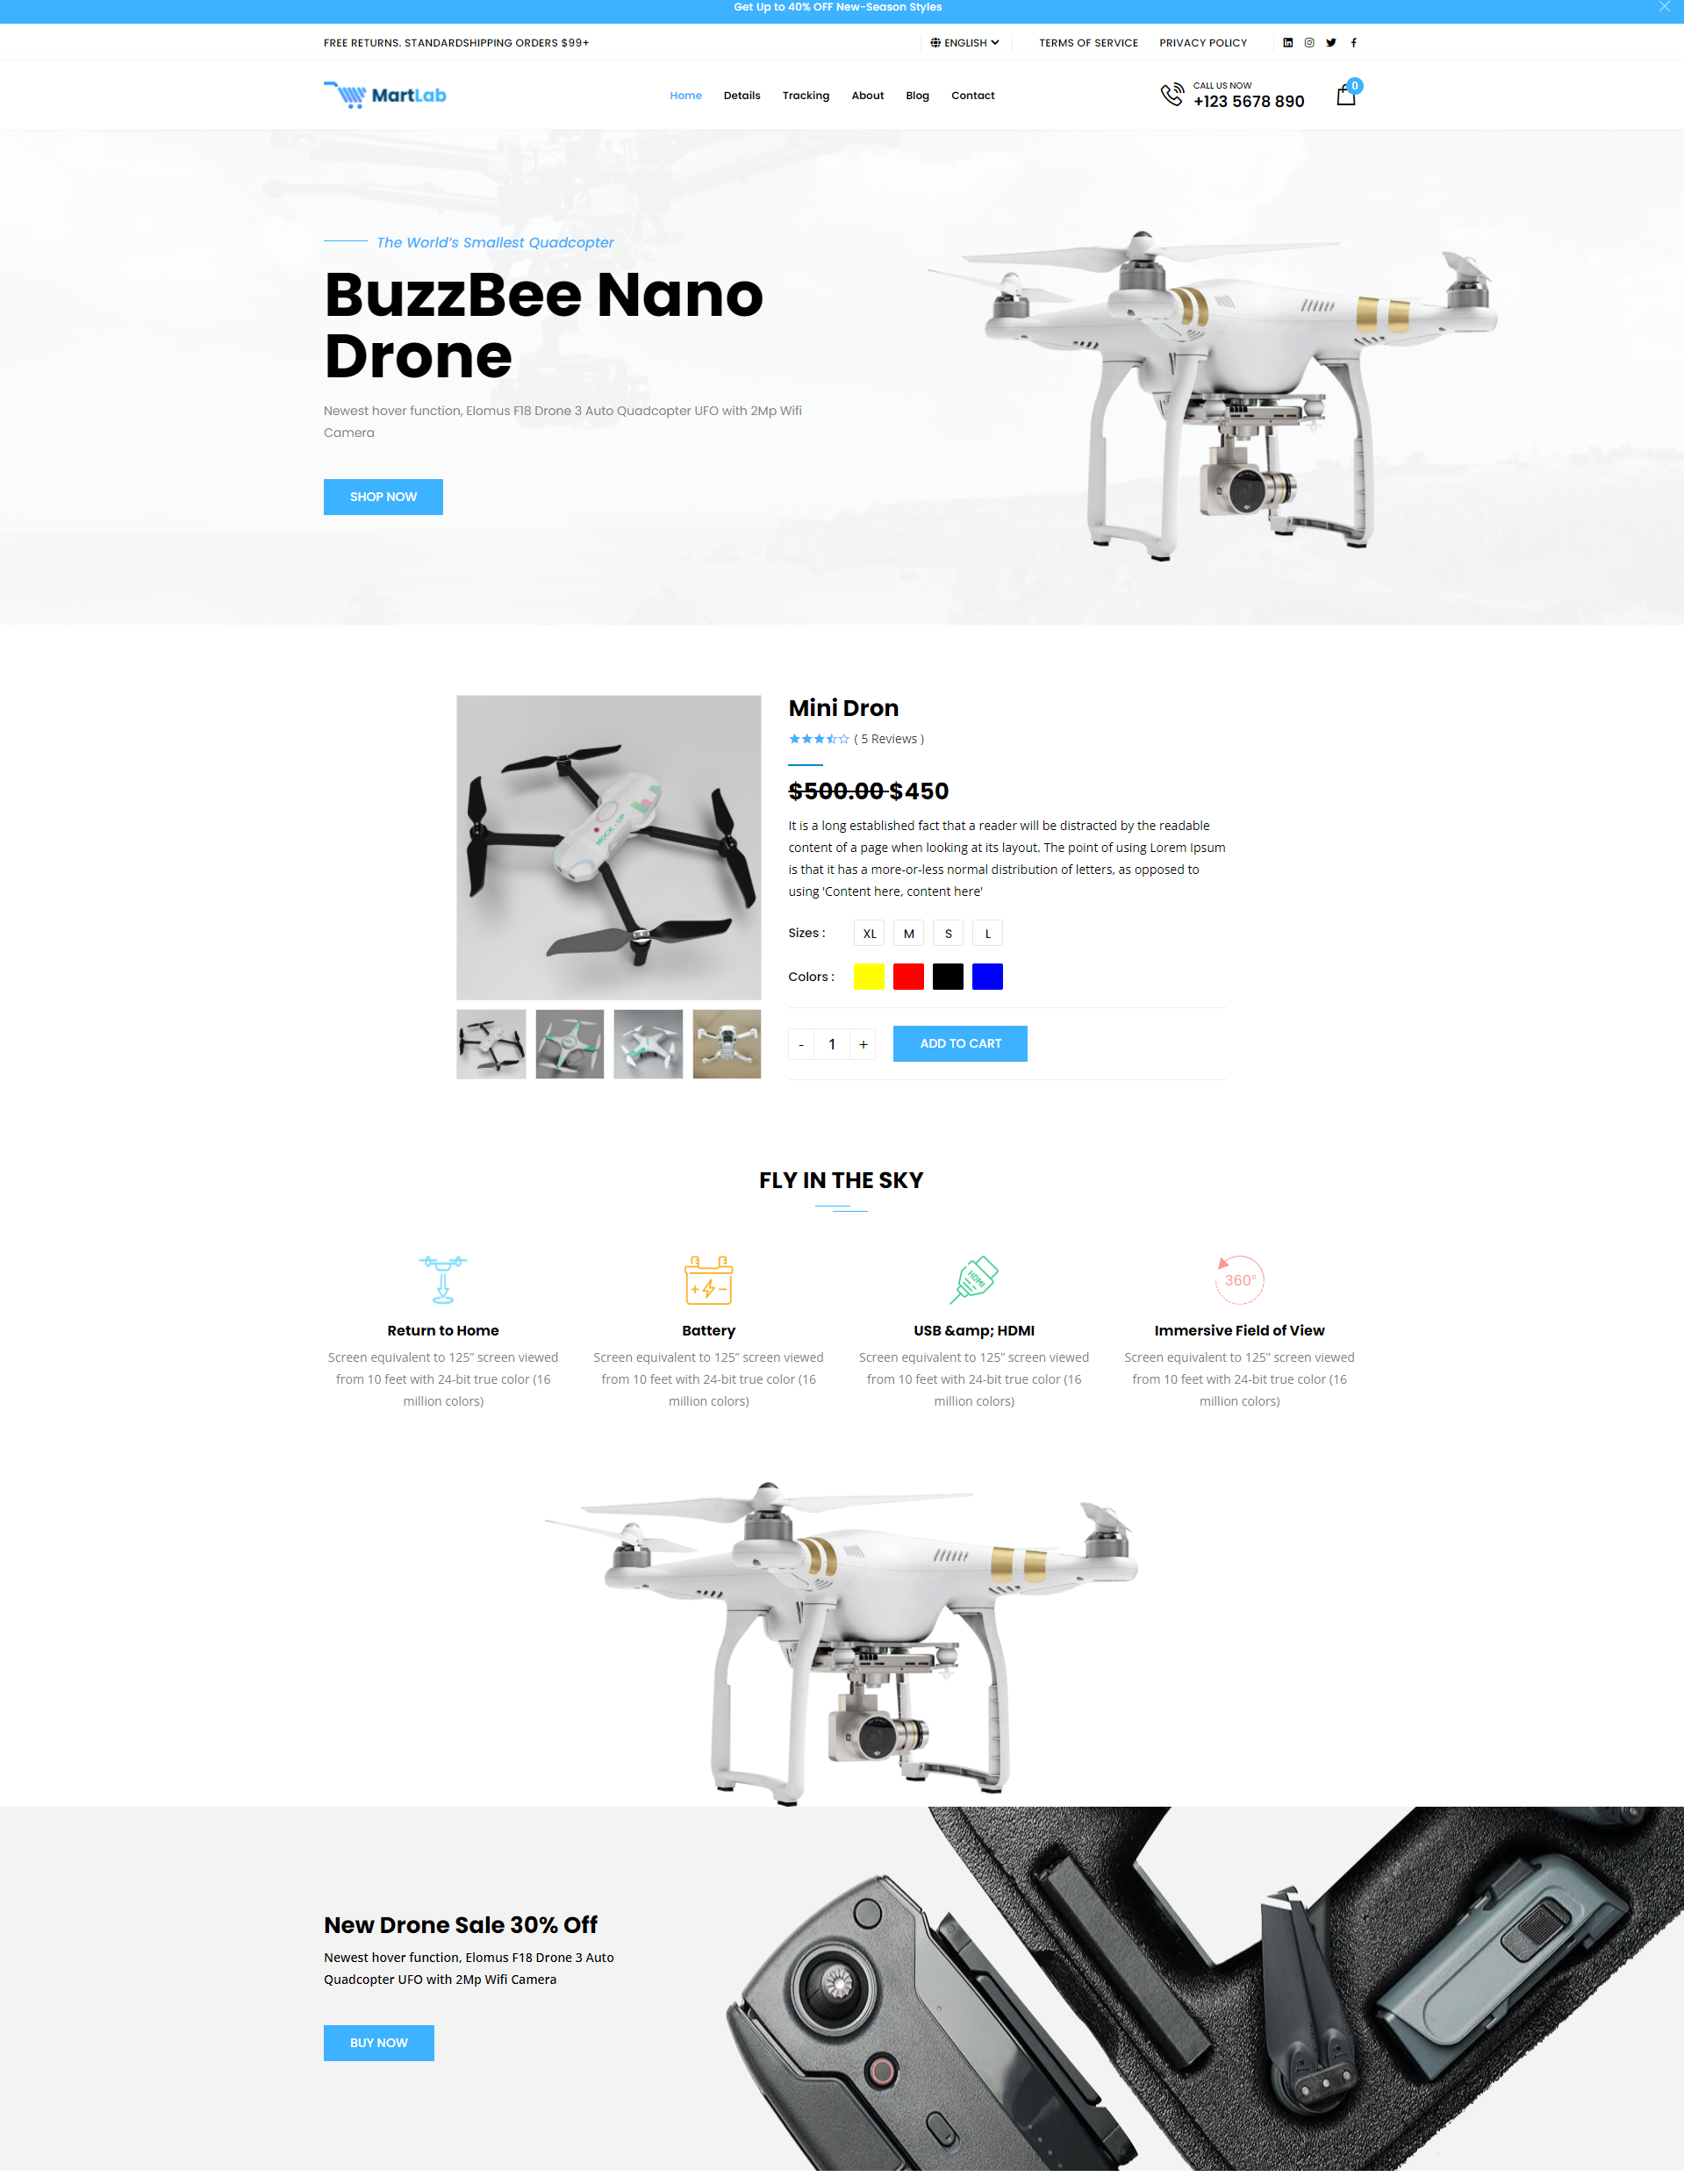 Get Up to 40% OFF New-Season Styles
FREE RETURNS. STANDARDSHIPPING ORDERS $99+
ENGLISH
TERMS OF SERVICE
PRIVACY POLICY
MartLab
Home
Details
Tracking
About
Blog
Contact
CALL US NOW
+123 5678 890
0
The World's Smallest Quadcopter
BuzzBee Nano
Drone
Newest hover function, Elomus F18 Drone 3 Auto Quadcopter UFO with 2Mp Wifi
Camera
SHOP NOW
MOCK-UP
Mini Dron
( 5 Reviews )
$500.00 $450
It is a long established fact that a reader will be distracted by the readable
content of a page when looking at its layout. The point of using Lorem Ipsum
is that it has a more-or-less normal distribution of letters, as opposed to
using 'Content here, content here'
Sizes :
XL
M
S
L
Colors :
-
1
+
ADD TO CART
FLY IN THE SKY
HDMI
360°
Return to Home
Battery
USB &amp; HDMI
Immersive Field of View
Screen equivalent to 125” screen viewed
from 10 feet with 24-bit true color (16
million colors)
Screen equivalent to 125” screen viewed
from 10 feet with 24-bit true color (16
million colors)
Screen equivalent to 125” screen viewed
from 10 feet with 24-bit true color (16
million colors)
Screen equivalent to 125” screen viewed
from 10 feet with 24-bit true color (16
million colors)
New Drone Sale 30% Off
Newest hover function, Elomus F18 Drone 3 Auto
Quadcopter UFO with 2Mp Wifi Camera
BUY NOW